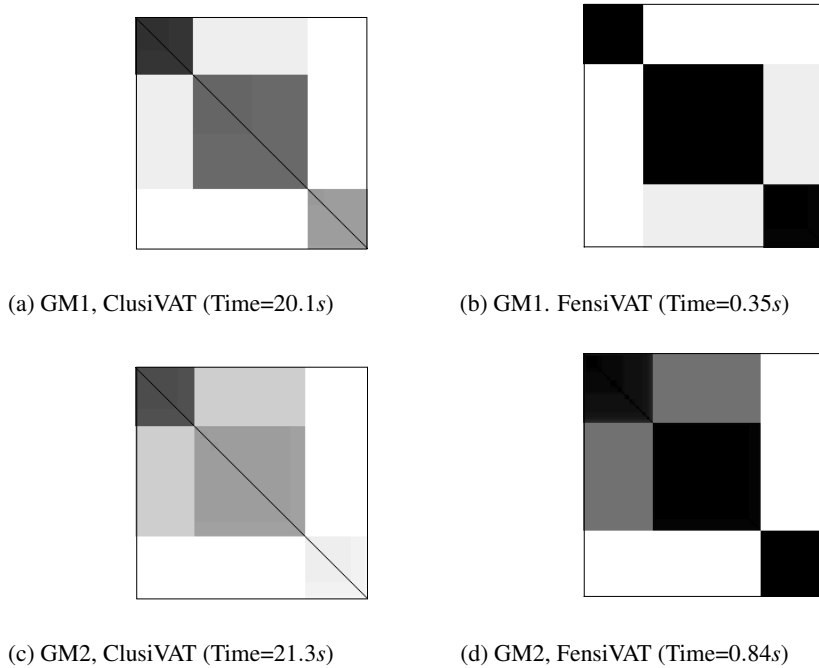 (a) GM1, ClusiVAT (Time=20.1s)
(b) GM1. FensiVAT (Time=0.35s)
(c) GM2, ClusiVAT (Time=21.3s)
(d) GM2, FensiVAT (Time=0.84s)